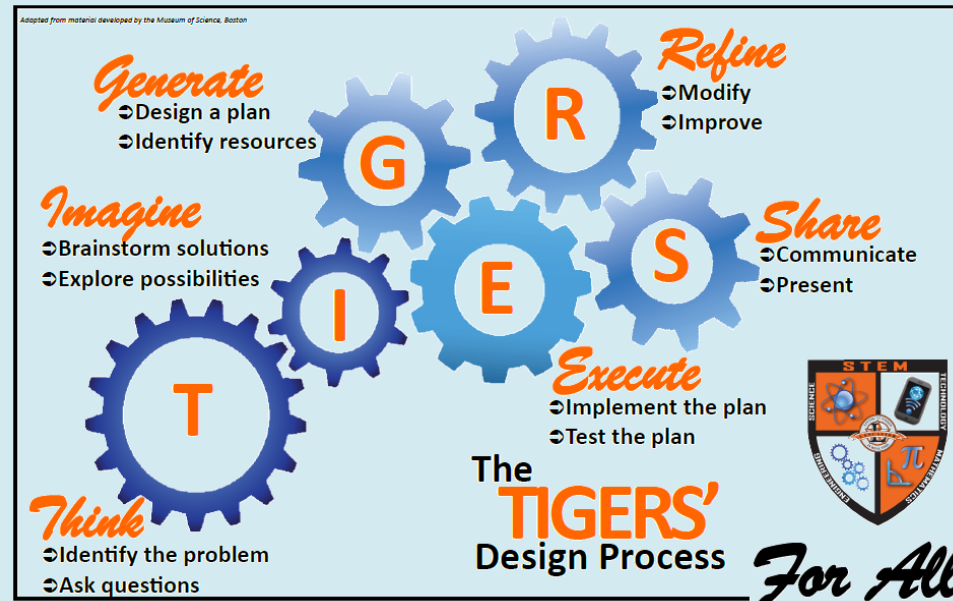 Adapted from material developed by the Museum of Science, Boston
Generate
➲Design a plan
➲Identify resources
Refine
➲Modify
➲Improve
Imagine
➲Brainstorm solutions
➲Explore possibilities
Share
➲Communicate
➲Present
G
R
I
E
S
T
Execute
➲Implement the plan
➲Test the plan
Think
➲Identify the problem
➲Ask questions
The
TIGERS'
Design Process
STEM
SCIENCE
TECHNOLOGY
ENGINEERING
MATHEMATICS
π
For All